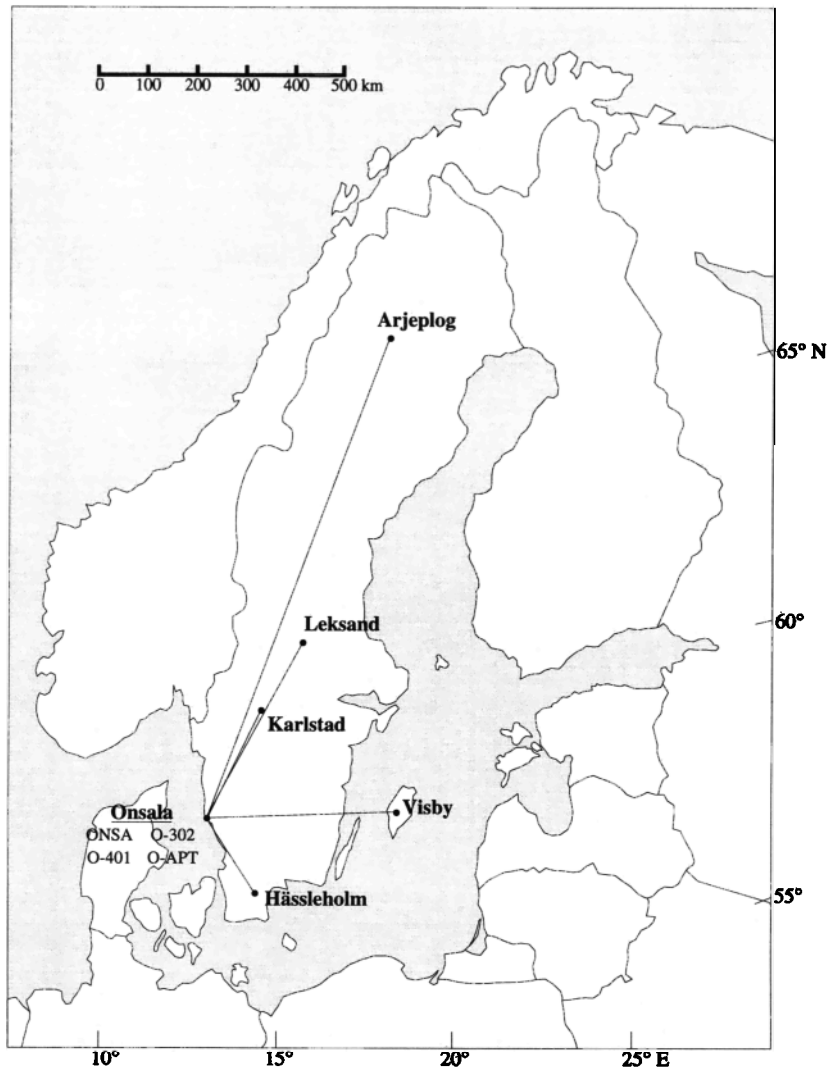 0 100 200 300 400 500 km
Arjeplog
65° N
Leksand
60°
Karlstad
Onsala
ONSA O-302
O-401 O-APT
Visby
Hässleholm
55°
10° 15° 20° 25° E